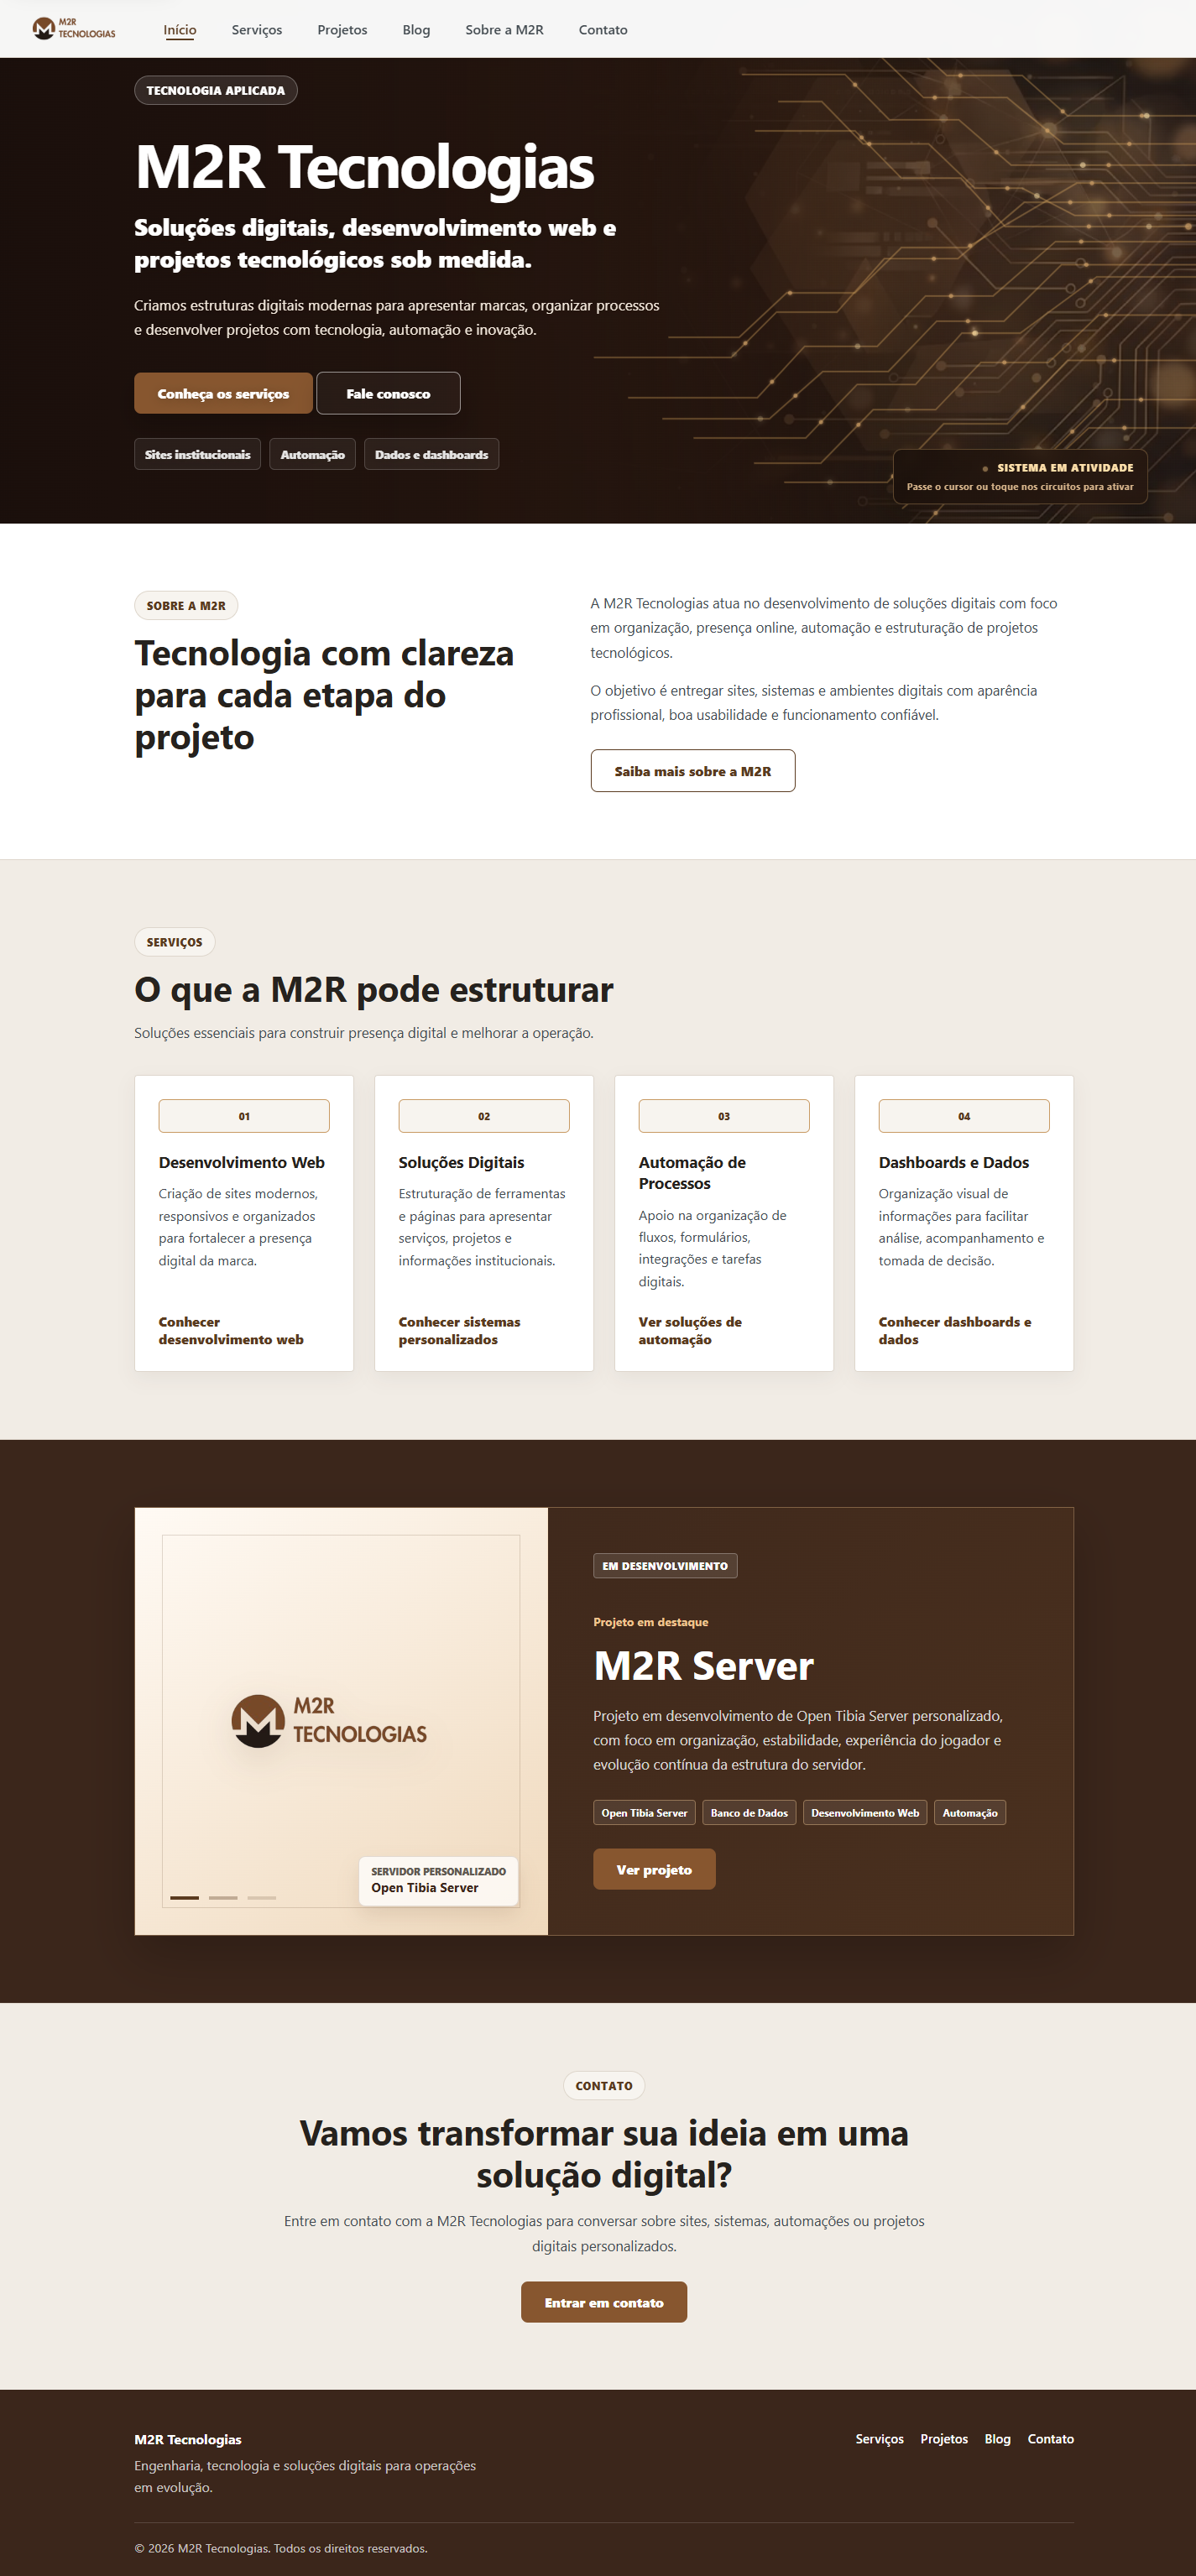 M2R
TECNOLOGIAS
Início
Serviços
Projetos
Blog
Sobre a M2R
Contato
TECNOLOGIA APLICADA
M2R Tecnologias
Soluções digitais, desenvolvimento web e
projetos tecnológicos sob medida.
Criamos estruturas digitais modernas para apresentar marcas, organizar processos
e desenvolver projetos com tecnologia, automação e inovação.
Conheça os serviços
Fale conosco
Sites institucionais
Automação
Dados e dashboards
SISTEMA EM ATIVIDADE
Passe o cursor ou toque nos circuitos para ativar
SOBRE A M2R
Tecnologia com clareza
para cada etapa do
projeto
A M2R Tecnologias atua no desenvolvimento de soluções digitais com foco
em organização, presença online, automação e estruturação de projetos
tecnológicos.
O objetivo é entregar sites, sistemas e ambientes digitais com aparência
profissional, boa usabilidade e funcionamento confiável.
Saiba mais sobre a M2R
SERVIÇOS
O que a M2R pode estruturar
Soluções essenciais para construir presença digital e melhorar a operação.
01
Desenvolvimento Web
Criação de sites modernos,
responsivos e organizados
para fortalecer a presença
digital da marca.
Conhecer
desenvolvimento web
02
Soluções Digitais
Estruturação de ferramentas
e páginas para apresentar
serviços, projetos e
informações institucionais.
Conhecer sistemas
personalizados
03
Automação de
Processos
Apoio na organização de
fluxos, formulários,
integrações e tarefas
digitais.
Ver soluções de
automação
04
Dashboards e Dados
Organização visual de
informações para facilitar
análise, acompanhamento e
tomada de decisão.
Conhecer dashboards e
dados
M2R
TECNOLOGIAS
SERVIDOR PERSONALIZADO
Open Tibia Server
EM DESENVOLVIMENTO
Projeto em destaque
M2R Server
Projeto em desenvolvimento de Open Tibia Server personalizado,
com foco em organização, estabilidade, experiência do jogador e
evolução contínua da estrutura do servidor.
Open Tibia Server
Banco de Dados
Desenvolvimento Web
Automação
Ver projeto
CONTATO
Vamos transformar sua ideia em uma
solução digital?
Entre em contato com a M2R Tecnologias para conversar sobre sites, sistemas, automações ou projetos
digitais personalizados.
Entrar em contato
M2R Tecnologias
Engenharia, tecnologia e soluções digitais para operações
em evolução.
Serviços
Projetos
Blog
Contato
© 2026 M2R Tecnologias. Todos os direitos reservados.